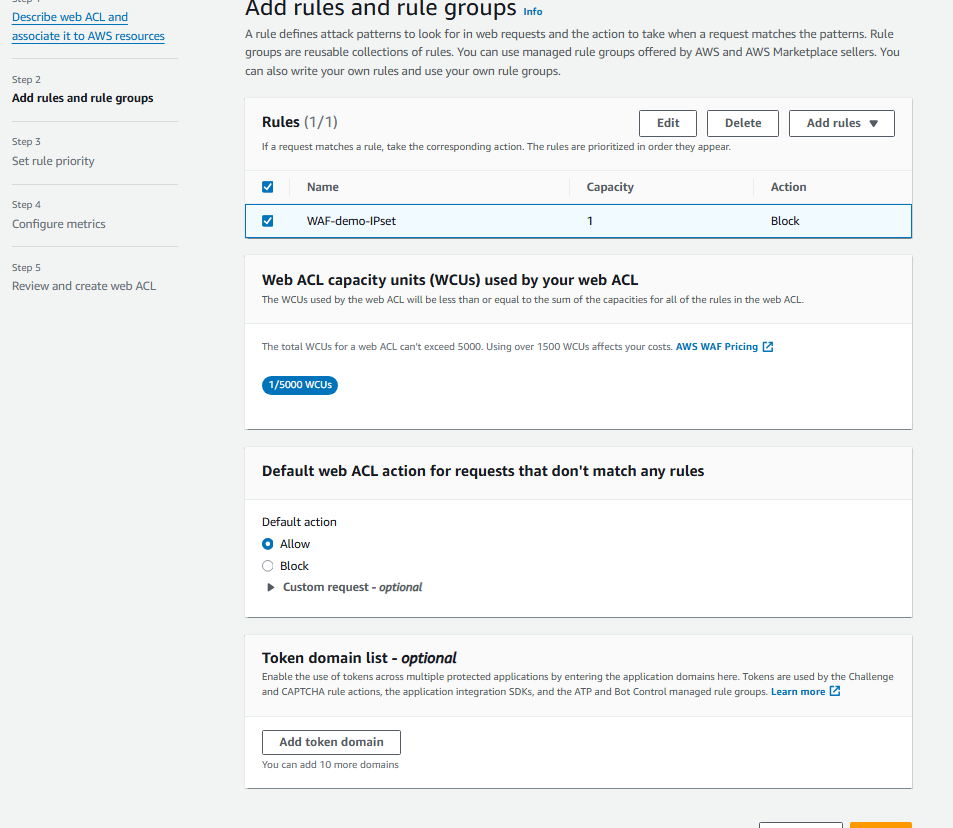 Step 1
Describe web ACL and
associate it to AWS resources
Step 2
Add rules and rule groups
Step 3
Set rule priority
Step 4
Configure metrics
Step 5
Review and create web ACL
Add rules and rule groups Info
A rule defines attack patterns to look for in web requests and the action to take when a request matches the patterns. Rule
groups are reusable collections of rules. You can use managed rule groups offered by AWS and AWS Marketplace sellers. You
can also write your own rules and use your own rule groups.
Rules (1/1)
Edit
Delete
Add rules
If a request matches a rule, take the corresponding action. The rules are prioritized in order they appear.
Name Capacity Action
WAF-demo-IPset 1 Block
Web ACL capacity units (WCUs) used by your web ACL
The WCUs used by the web ACL will be less than or equal to the sum of the capacities for all of the rules in the web ACL.
The total WCUs for a web ACL can't exceed 5000. Using over 1500 WCUs affects your costs. AWS WAF Pricing
1/5000 WCUs
Default web ACL action for requests that don't match any rules
Default action
Allow
Block
Custom request - optional
Token domain list - optional
Enable the use of tokens across multiple protected applications by entering the application domains here. Tokens are used by the Challenge
and CAPTCHA rule actions, the application integration SDKs, and the ATP and Bot Control managed rule groups. Learn more
Add token domain
You can add 10 more domains